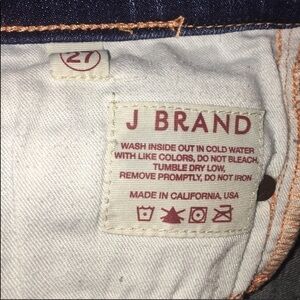 27
J BRAND
WASH INSIDE OUT IN COLD WATER
WITH LIKE COLORS, DO NOT BLEACH,
TUMBLE DRY LOW,
REMOVE PROMPTLY, DO NOT IRON
MADE IN CALIFORNIA, USA